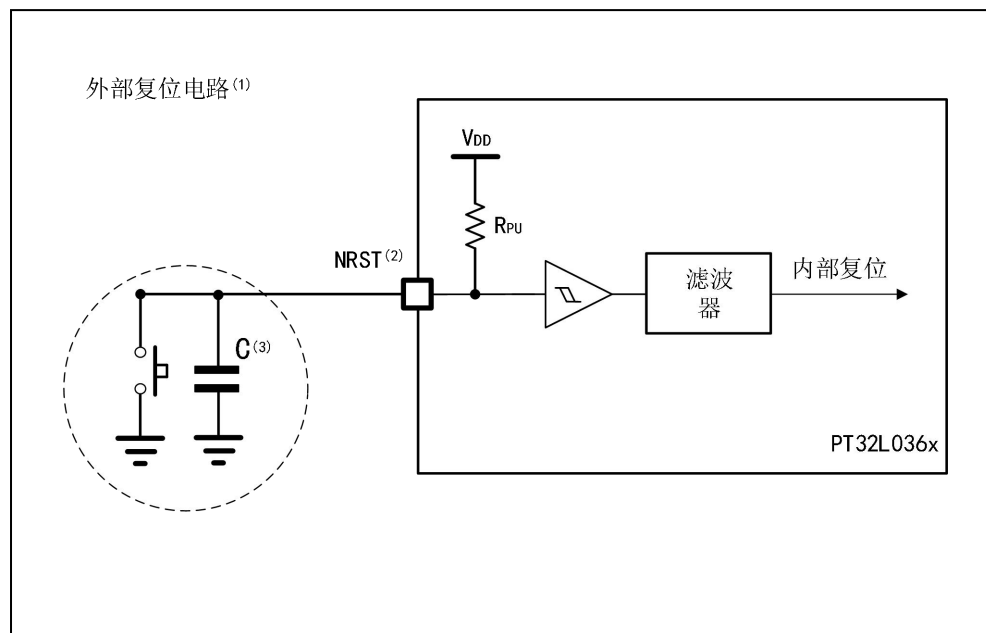 外部复位电路(1)
VDD
RPU
NRST(2)
滤波
器
内部复位
C(3)
PT32L036x